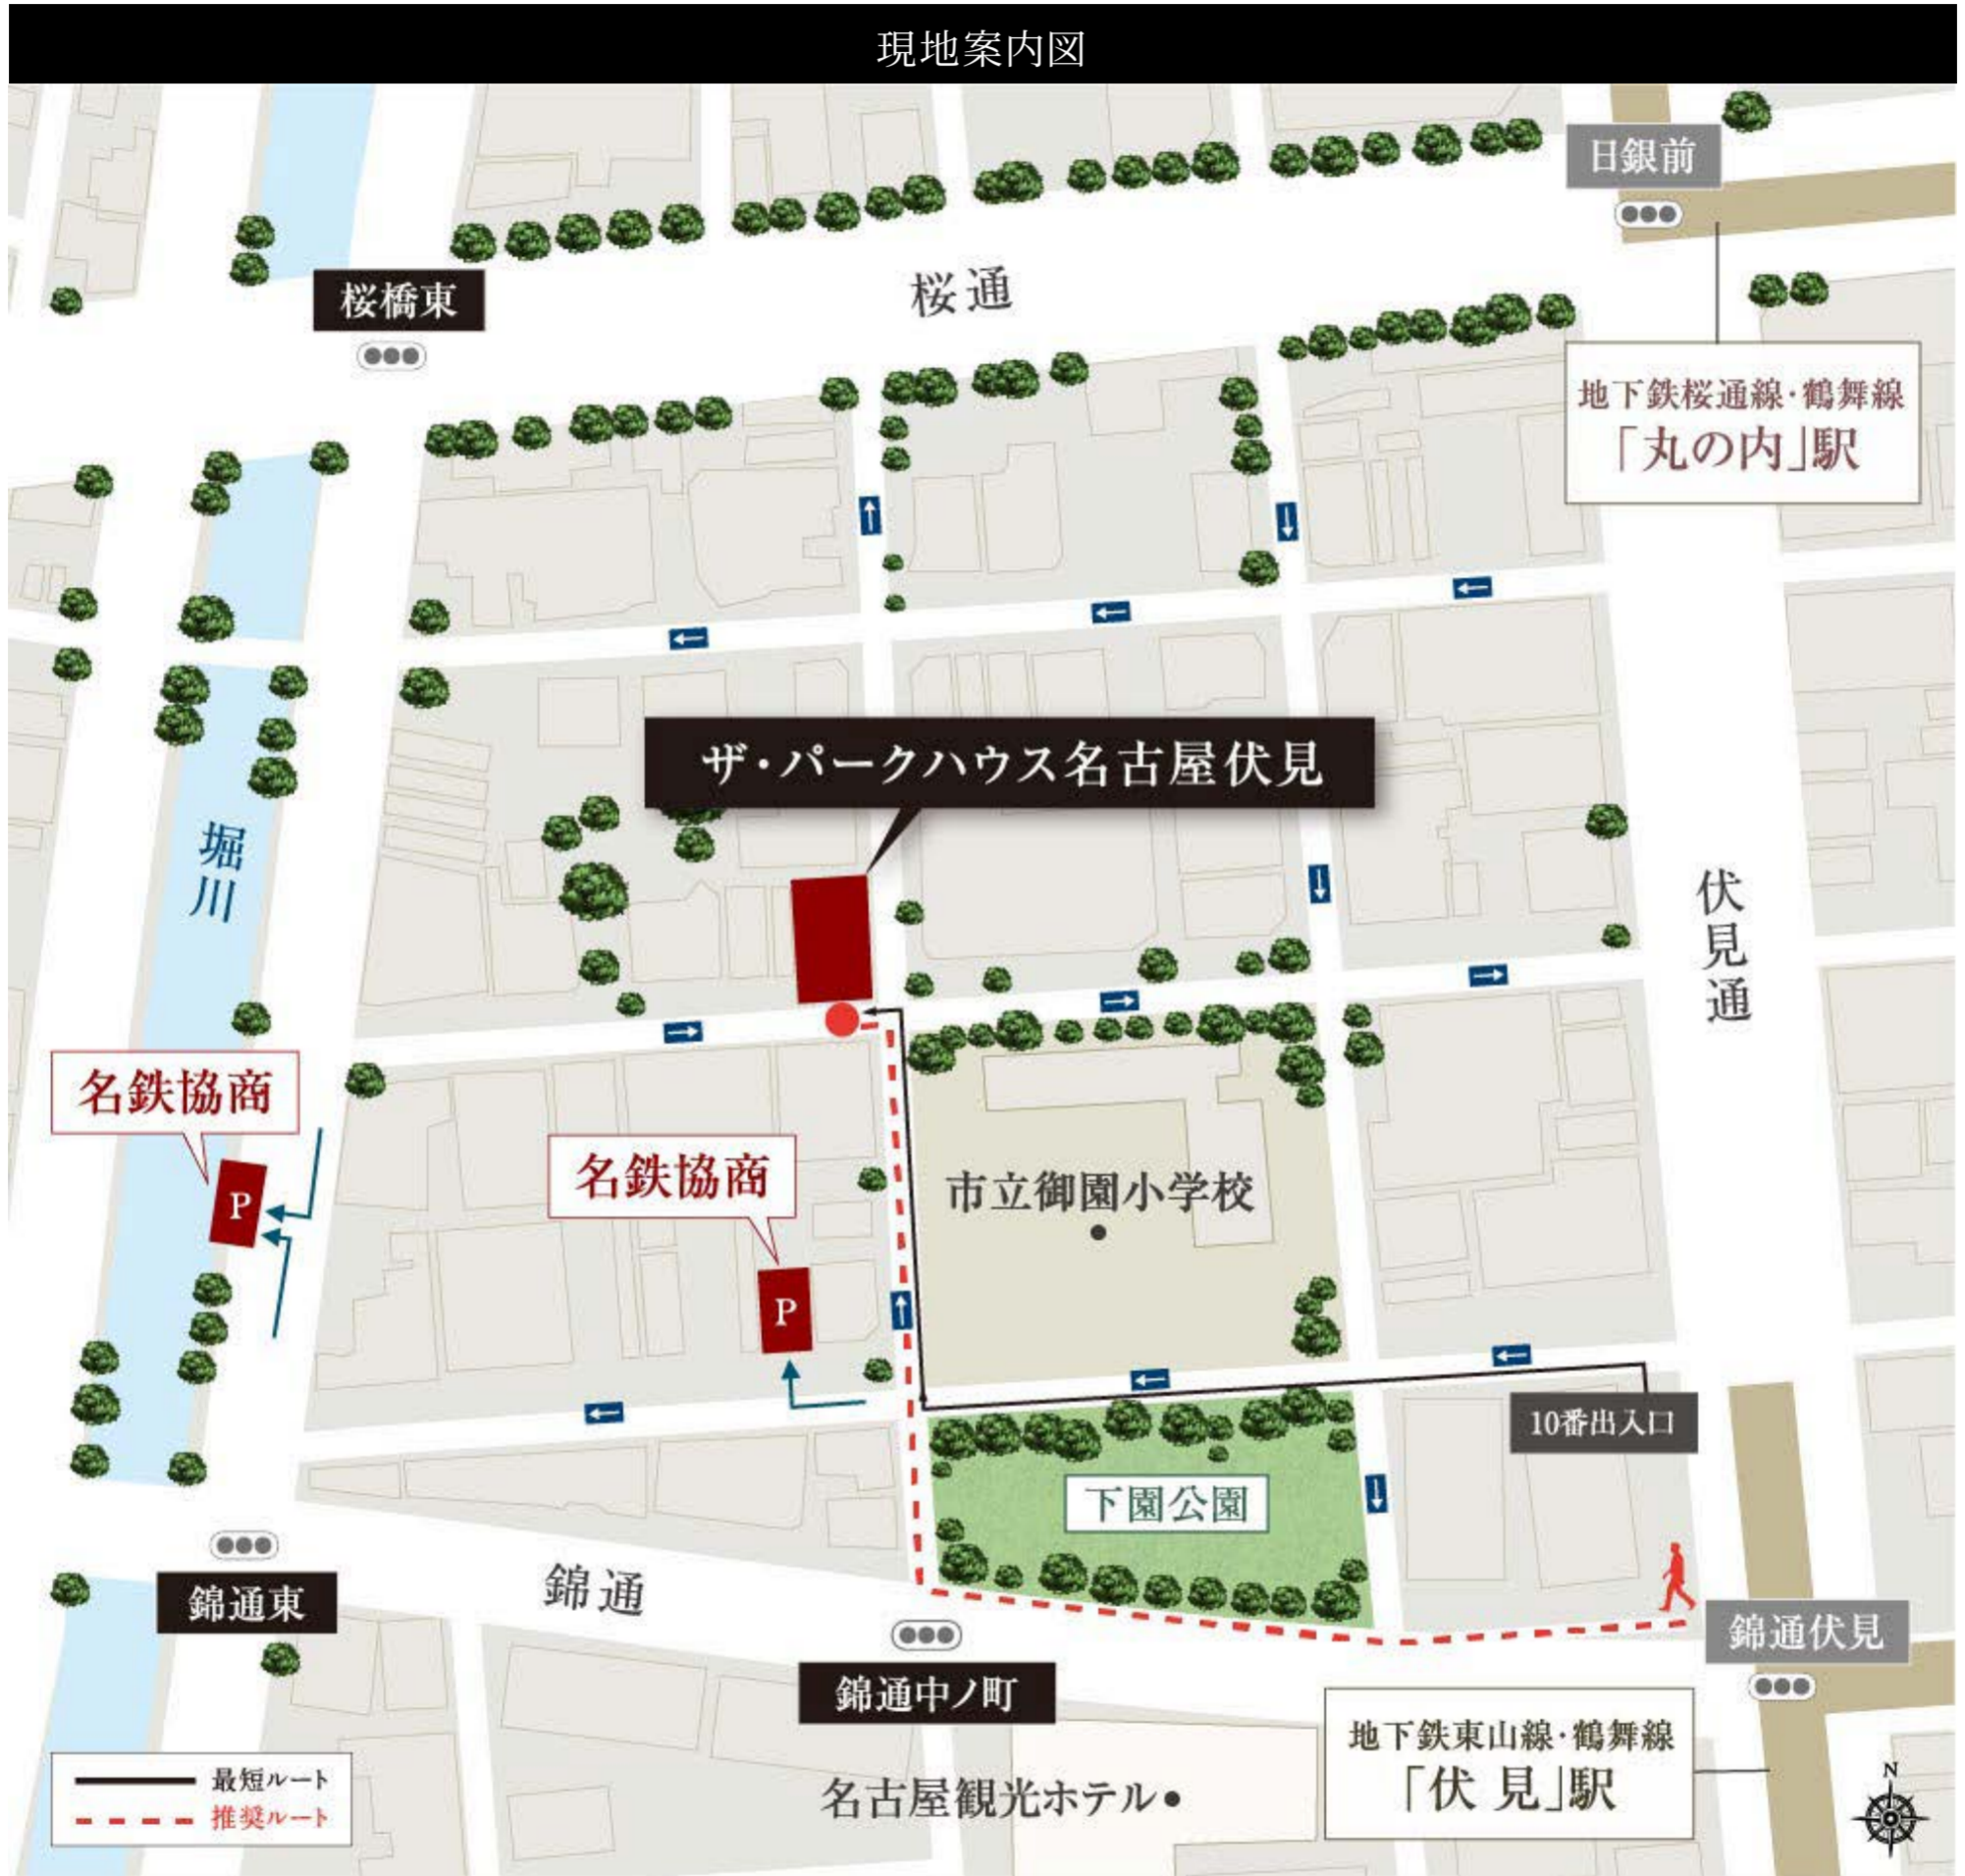 現地案内図
日銀前
桜橋東
桜通
地下鉄桜通線・鶴舞線
「丸の内」駅
ザ・パークハウス名古屋伏見
堀川
伏見通
名鉄協商
P
名鉄協商
P
市立御園小学校
10番出入口
下園公園
錦通東
錦通
錦通中ノ町
錦通伏見
地下鉄東山線・鶴舞線
「伏見」駅
名古屋観光ホテル
最短ルート
推奨ルート
N